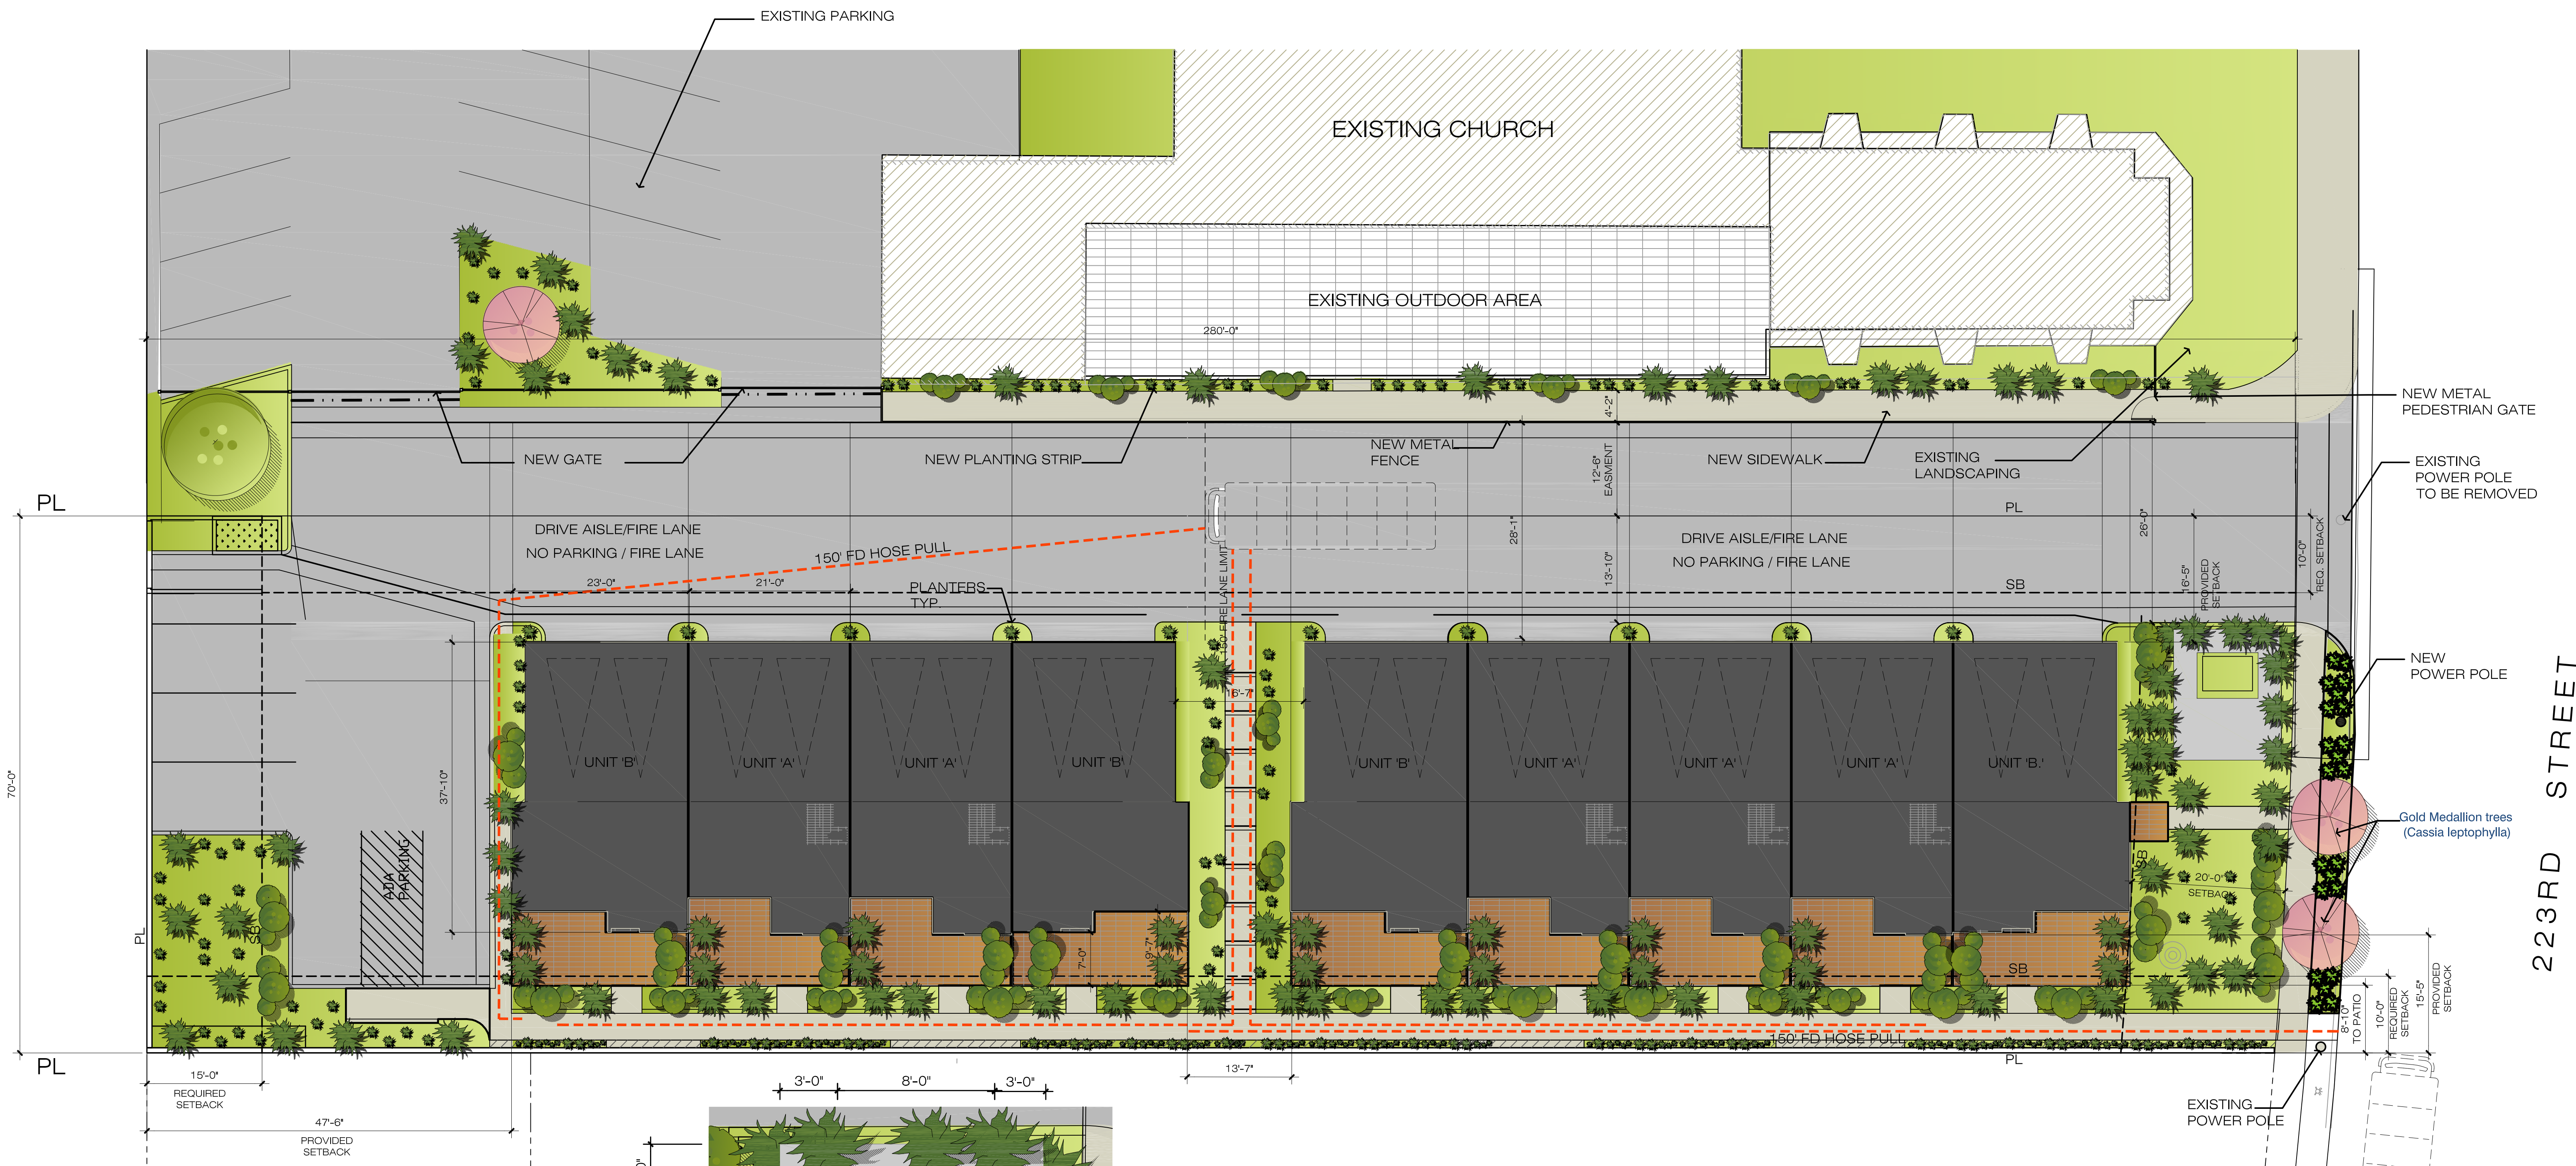 EXISTING PARKING
EXISTING CHURCH
EXISTING OUTDOOR AREA
280'-0"
NEW METAL
PEDESTRIAN GATE
4'-2"
NEW GATE
NEW PLANTING STRIP
NEW METAL
FENCE
NEW SIDEWALK
EXISTING
LANDSCAPING
EXISTING
POWER POLE
TO BE REMOVED
12'-6"
EASMENT
PL
PL
DRIVE AISLE/FIRE LANE
NO PARKING / FIRE LANE
150' FD HOSE PULL
28'-1"
DRIVE AISLE/FIRE LANE
NO PARKING / FIRE LANE
26'-0"
10'-0"
REQ. SETBACK
23'-0"
21'-0"
PLANTERS
TYP.
150' FIRE LANE LIMIT
13'-10"
SB
16'-5"
PROVIDED
SETBACK
NEW
POWER POLE
16'-7"
70'-0"
37'-10"
UNIT 'B'
UNIT 'A'
UNIT 'A'
UNIT 'B'
UNIT 'B'
UNIT 'A'
UNIT 'A'
UNIT 'A'
UNIT 'B.'
223RD STREET
Gold Medallion trees
(Cassia leptophylla)
ADA
PARKING
SB
20'-0"
SETBACK
PL
SB
7'-0"
9'-7"
SB
8'-10"
TO PATIO
10'-0"
REQUIRED
SETBACK
15'-5"
PROVIDED
SETBACK
150' FD HOSE PULL
PL
PL
15'-0"
REQUIRED
SETBACK
3'-0"
8'-0"
3'-0"
13'-7"
EXISTING
POWER POLE
47'-6"
PROVIDED
SETBACK